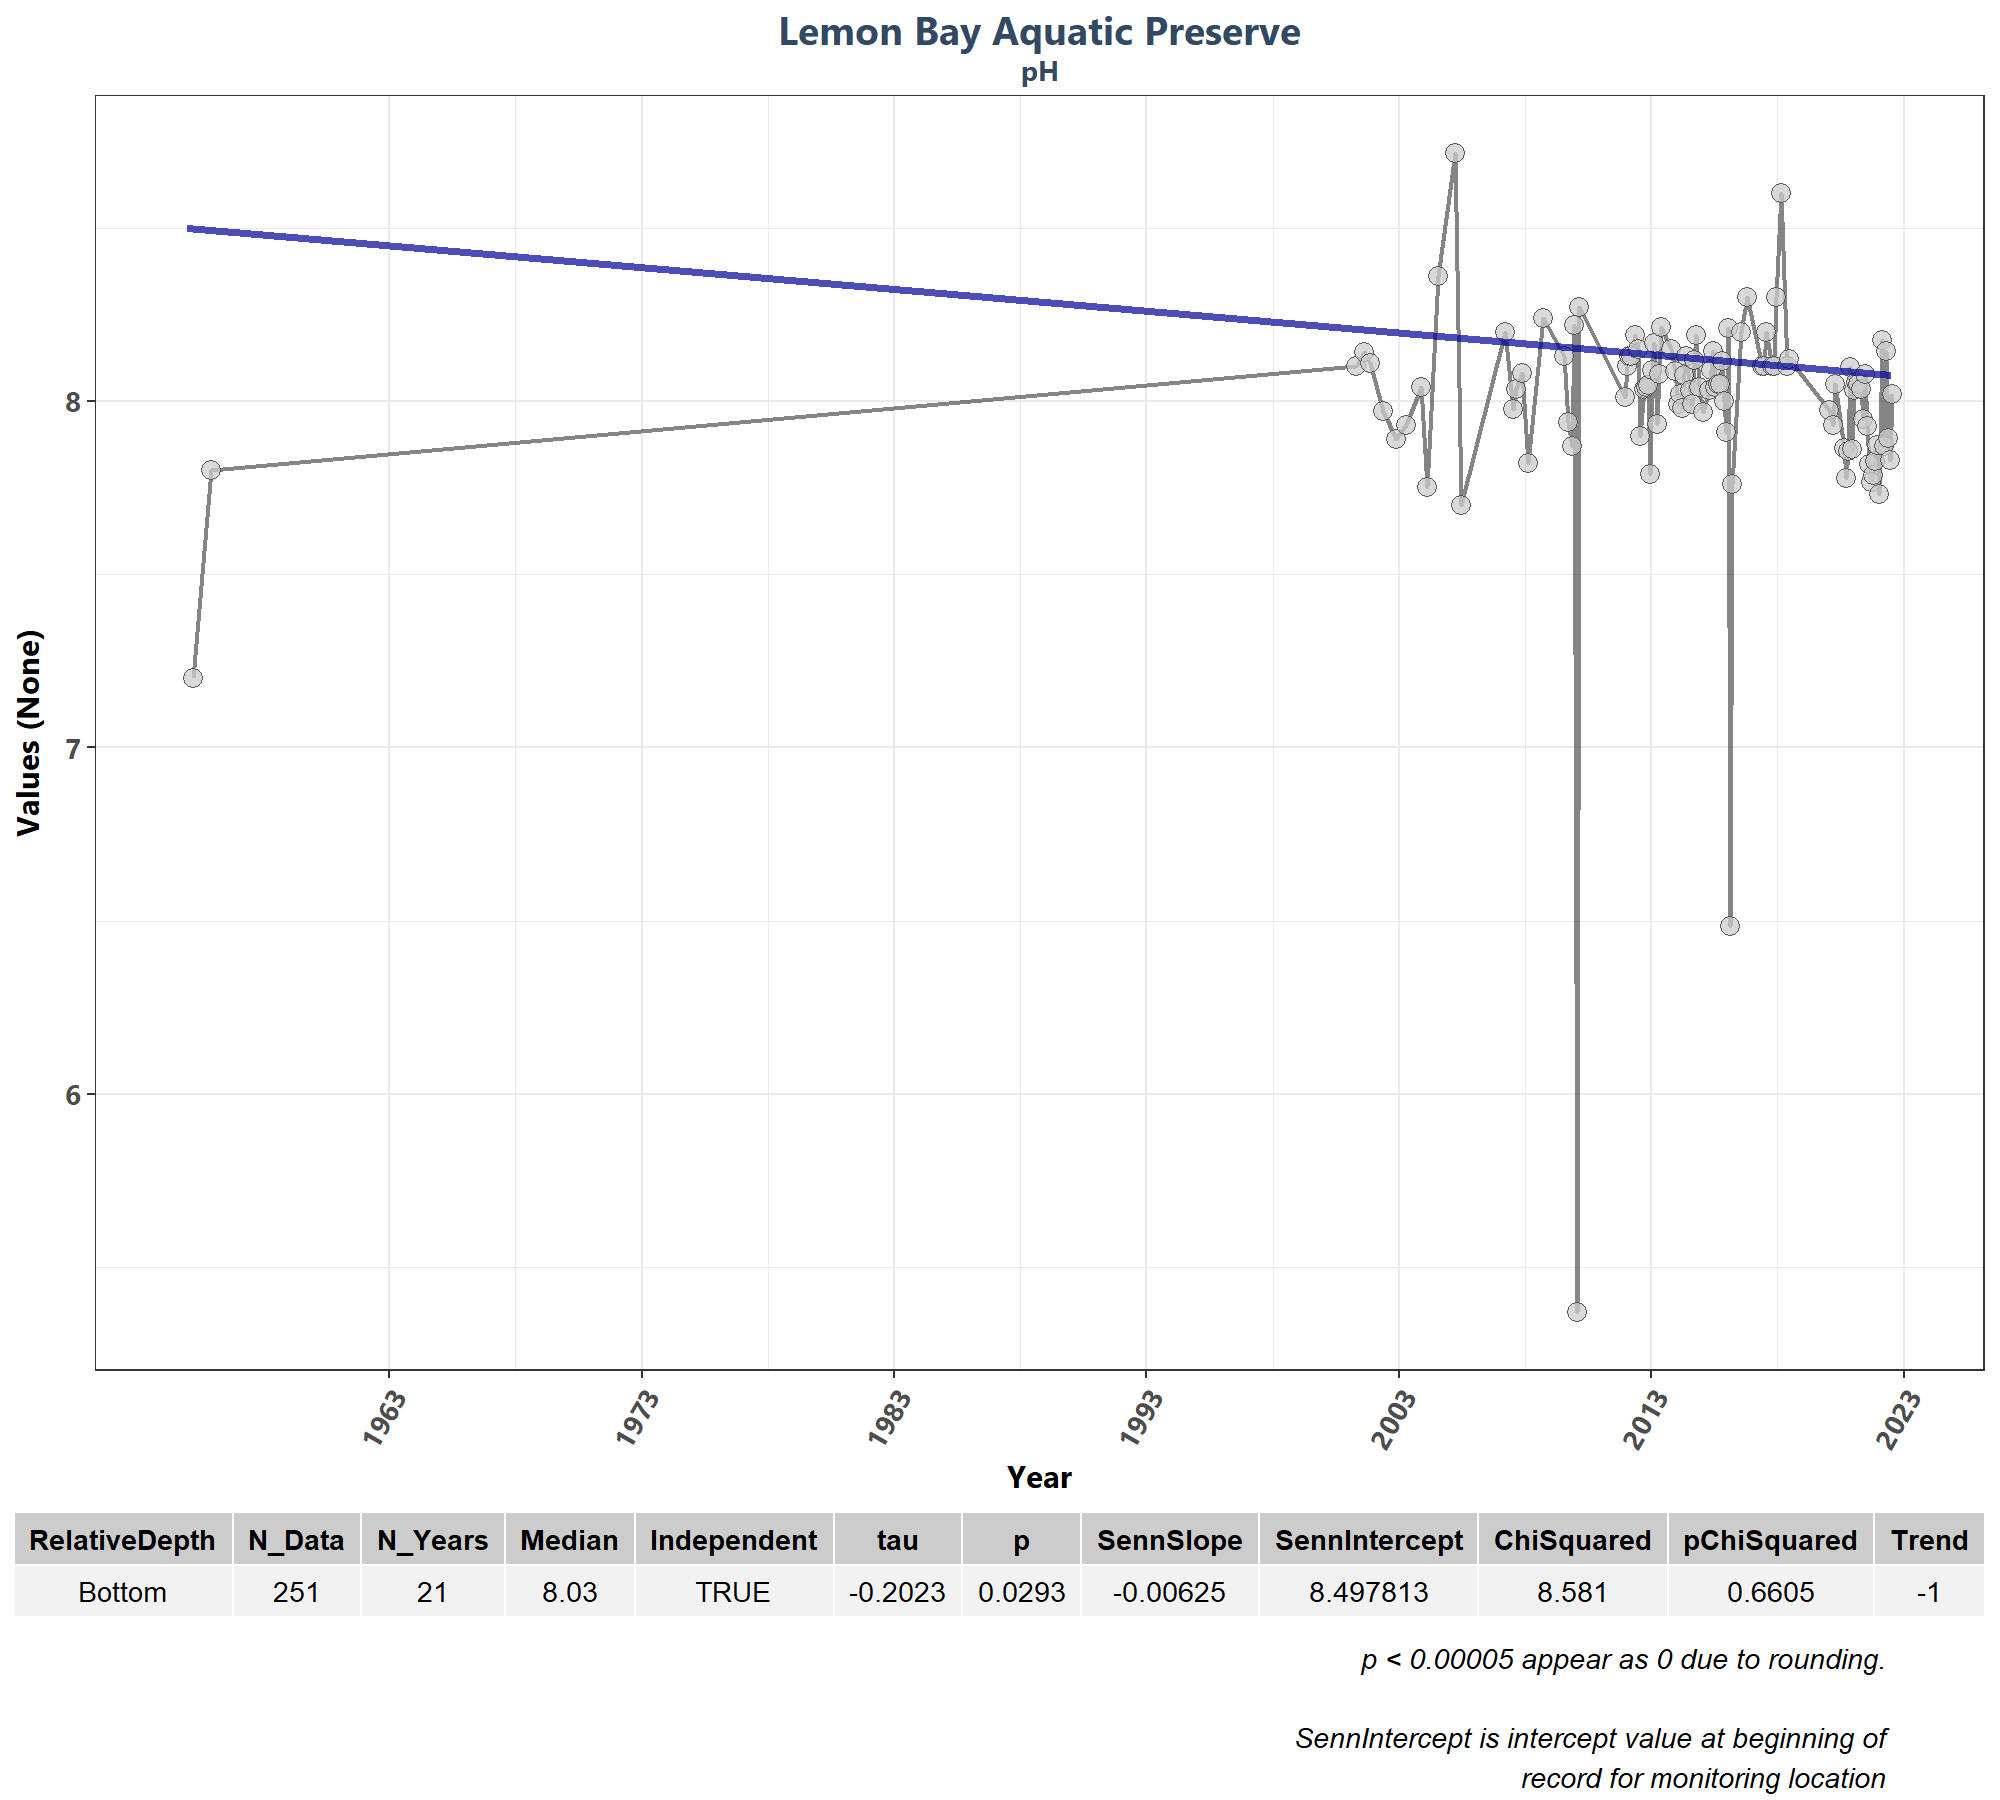 Lemon Bay Aquatic Preserve
pH
Values (None)
8
7
6
1963 1973 1983 1993 2003 2013 2023
Year
RelativeDepth N_Data N_Years Median Independent tau p SennSlope SennIntercept ChiSquared pChiSquared Trend
Bottom 251 21 8.03 TRUE -0.2023 0.0293 -0.00625 8.497813 8.581 0.6605 -1
p < 0.00005 appear as 0 due to rounding.
SennIntercept is intercept value at beginning of
record for monitoring location